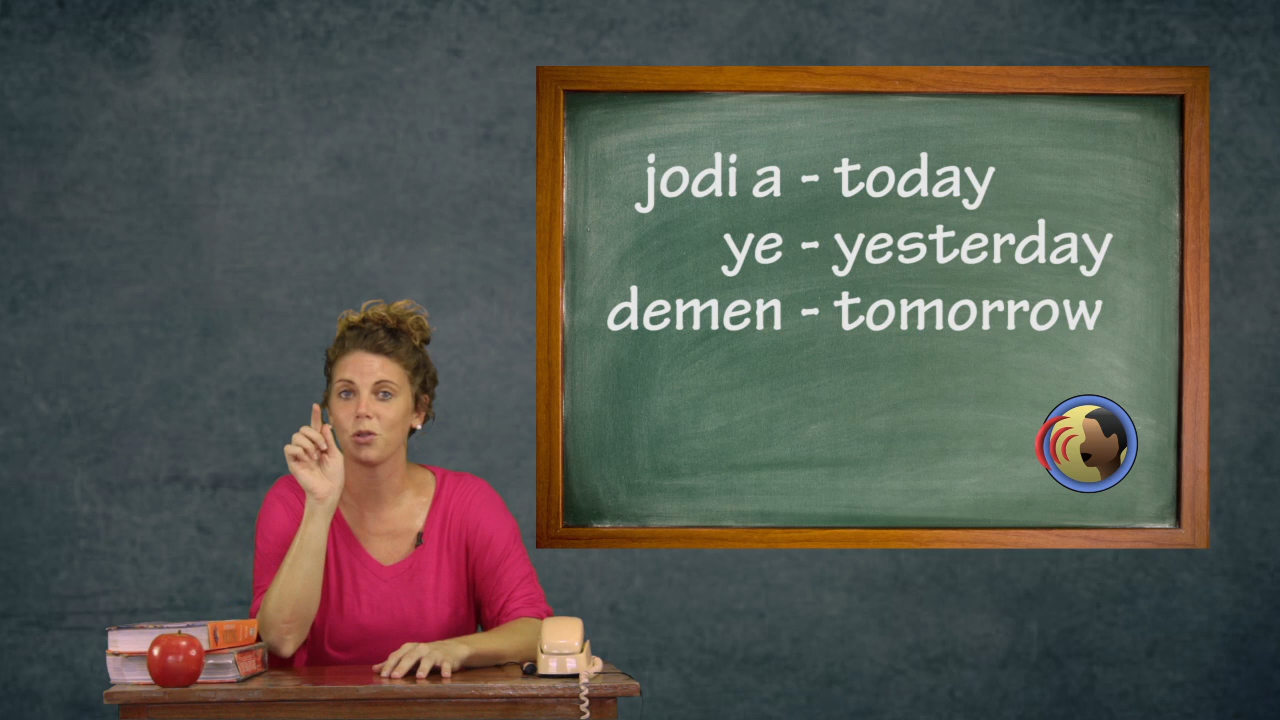 jodi a - today
ye - yesterday
demen - tomorrow